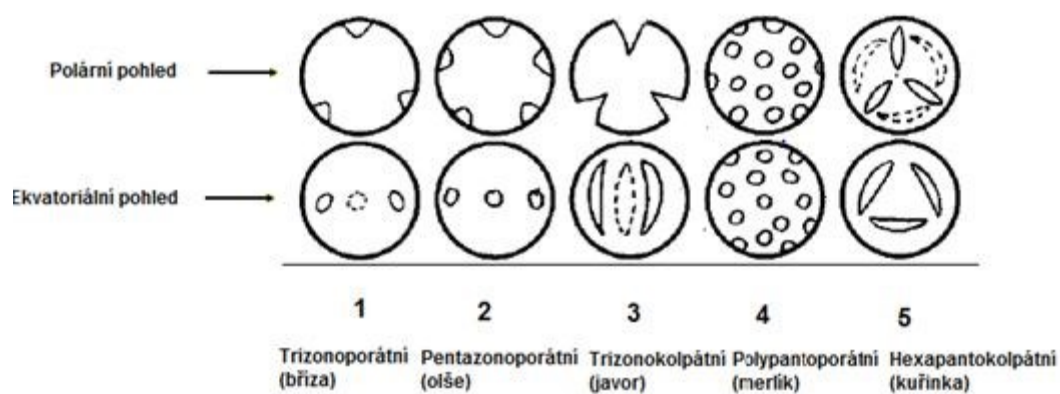 Polární pohled
Ekvatoriální pohled
1 2 3 4 5
Trizonoporátní Pentazonoporátní Trizonokolpátní Polypantoporátní Hexapantokolpátní
(bříza) (olše) (javor) (merlík) (kuřinka)